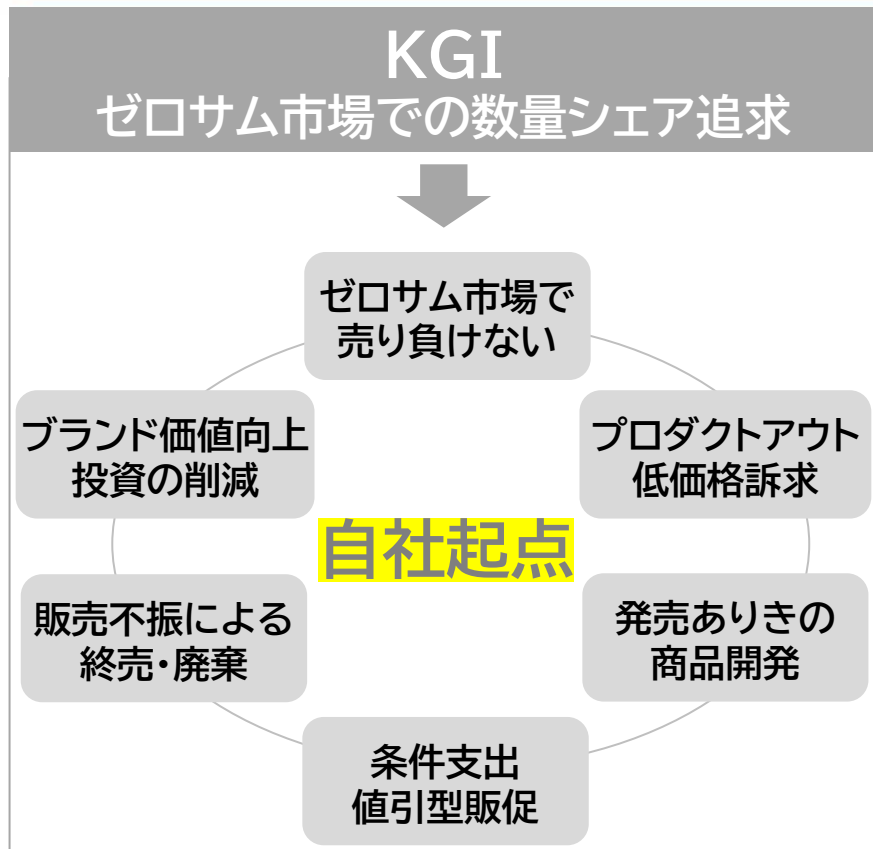 KGI
ゼロサム市場での数量シェア追求
ゼロサム市場で
売り負けない
プロダクトアウト
低価格訴求
発売ありきの
商品開発
条件支出
値引型販促
販売不振による
終売・廃棄
ブランド価値向上
投資の削減
自社起点